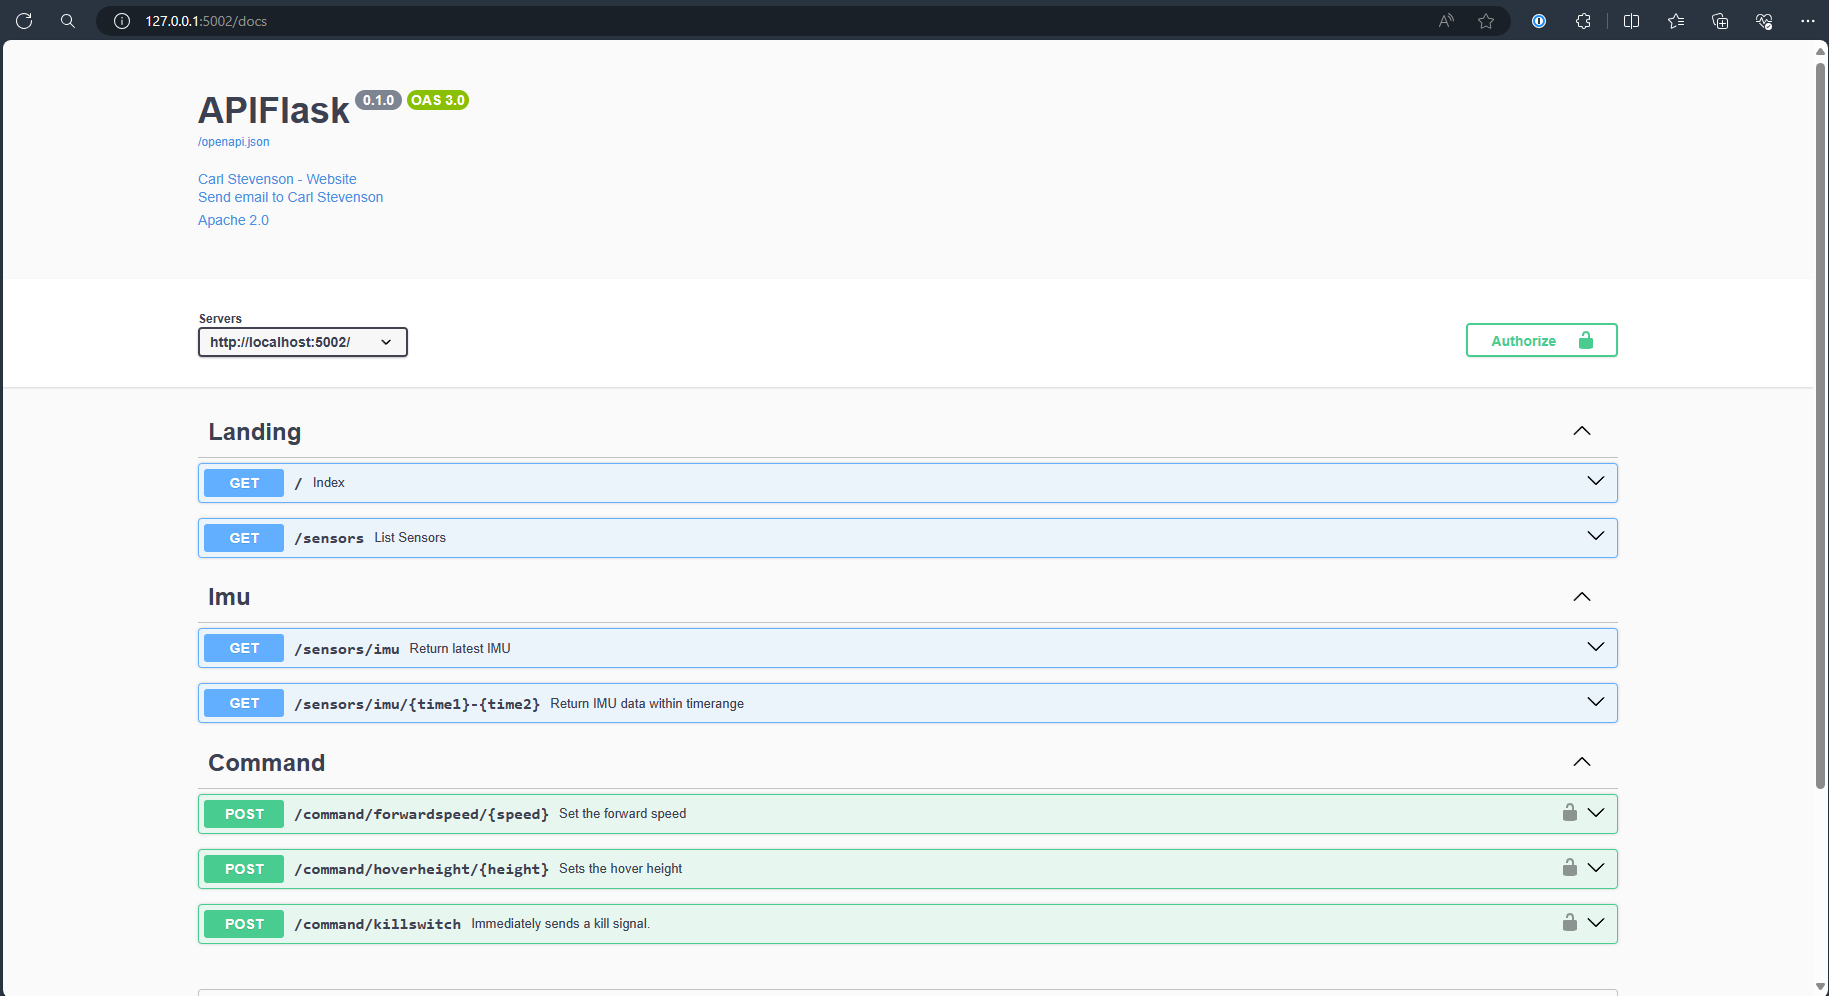 127.0.0.1:5002/docs
APIFlask 0.1.0 OAS 3.0
/openapi.json
Carl Stevenson - Website
Send email to Carl Stevenson
Apache 2.0
Servers
http://localhost:5002/
Authorize
Landing
GET / Index
GET /sensors List Sensors
Imu
GET /sensors/imu Return latest IMU
GET /sensors/imu/{time1}-{time2} Return IMU data within timerange
Command
POST /command/forwardspeed/{speed} Set the forward speed
POST /command/hoverheight/{height} Sets the hover height
POST /command/killswitch Immediately sends a kill signal.